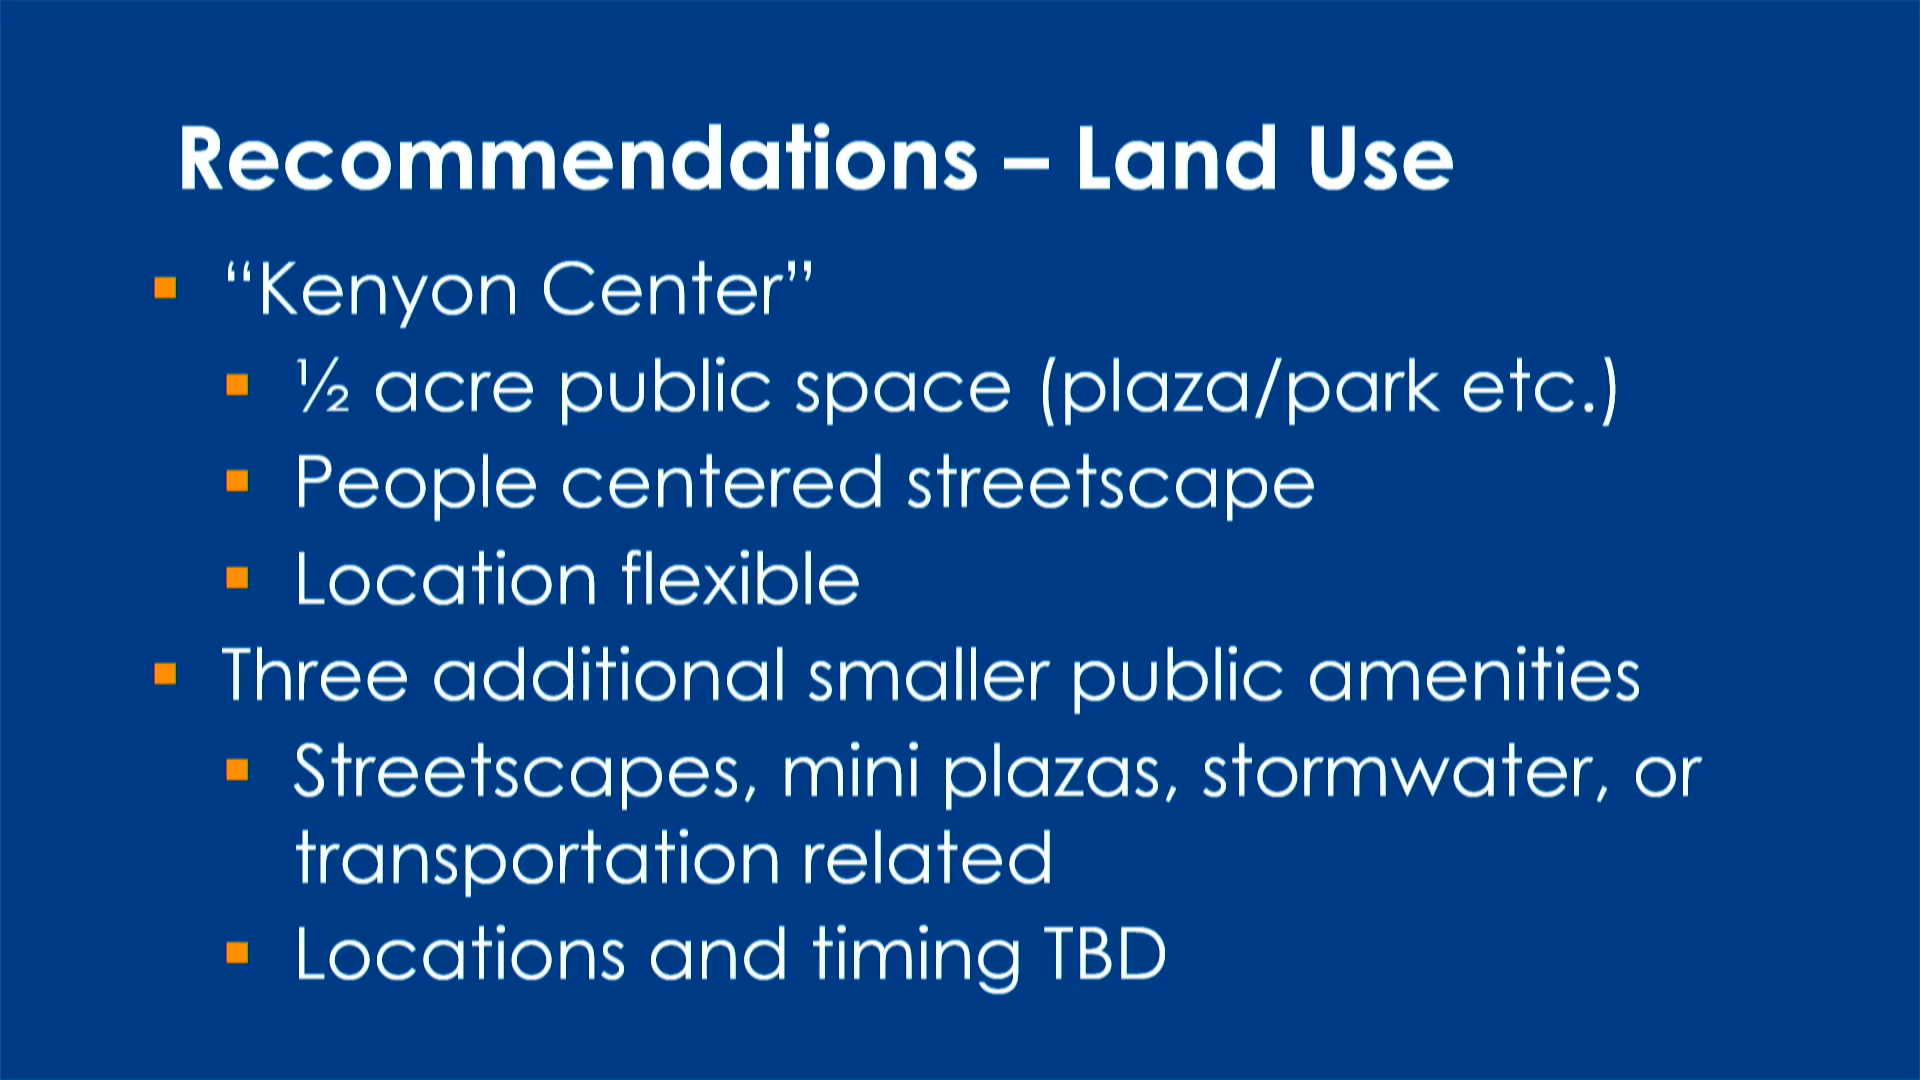 Recommendations – Land Use
“Kenyon Center”
½ acre public space (plaza/park etc.)
People centered streetscape
Location flexible
Three additional smaller public amenities
Streetscapes, mini plazas, stormwater, or
transportation related
Locations and timing TBD